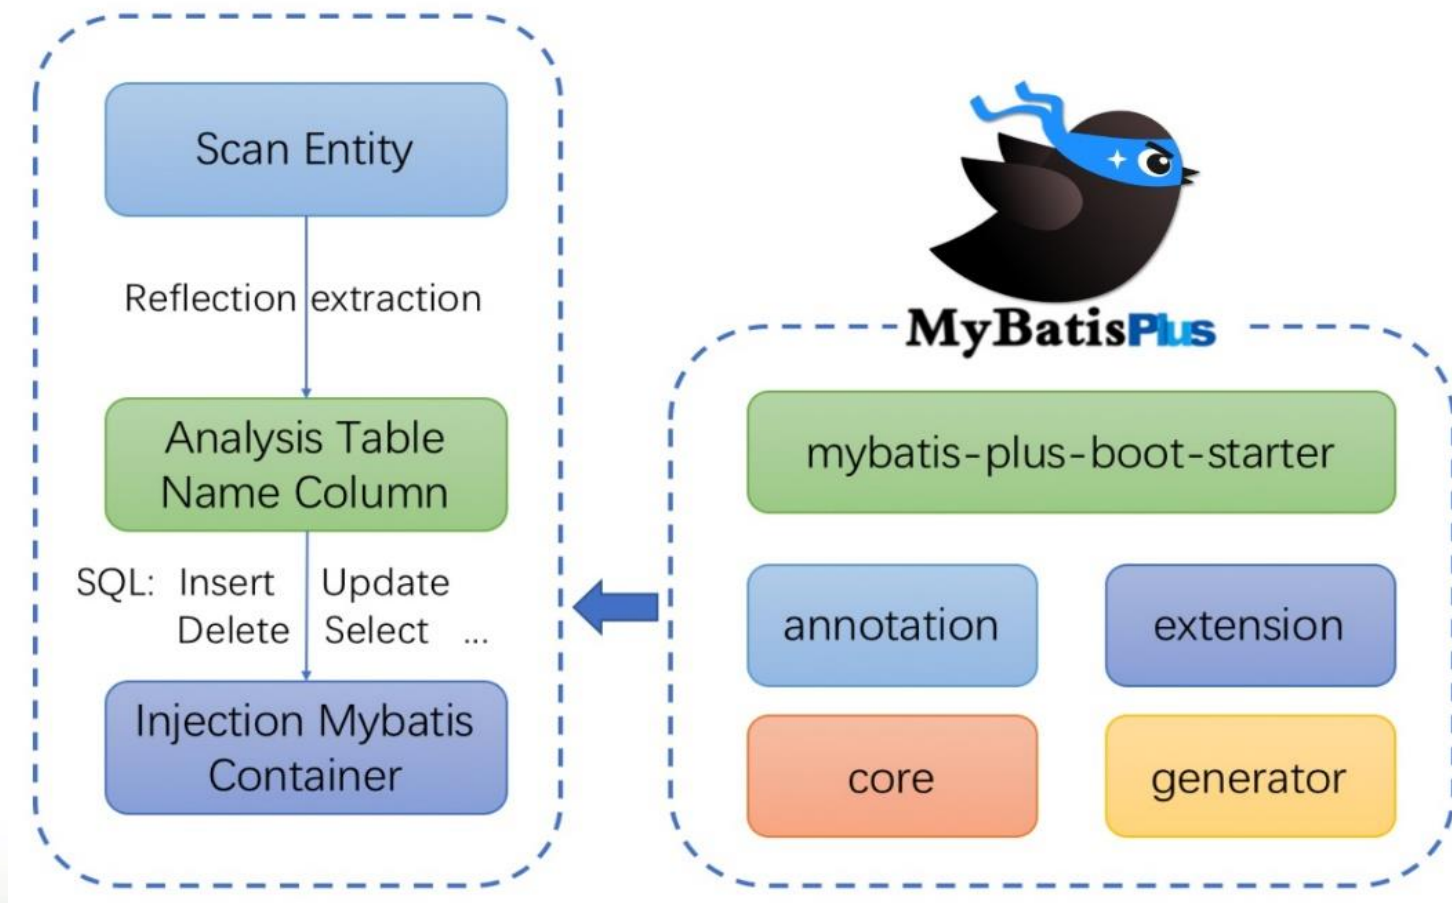 Scan Entity
Reflection extraction
Analysis Table
Name Column
SQL: Insert Update
Delete Select ...
Injection Mybatis
Container
MyBatisPlus
mybatis-plus-boot-starter
annotation
extension
core
generator